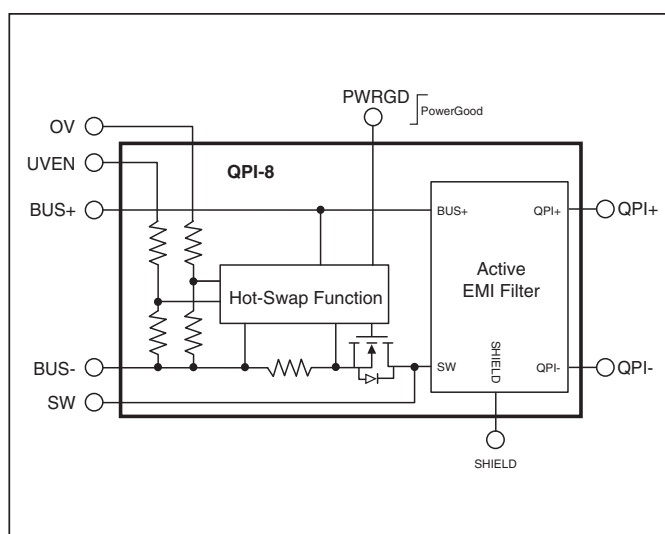 PWRGD
PowerGood
OV
UVEN
QPI-8
BUS+
BUS+
QPI+
QPI+
Active
EMI Filter
Hot-Swap Function
SHIELD
BUS-
SW
QPI-
QPI-
SW
SHIELD